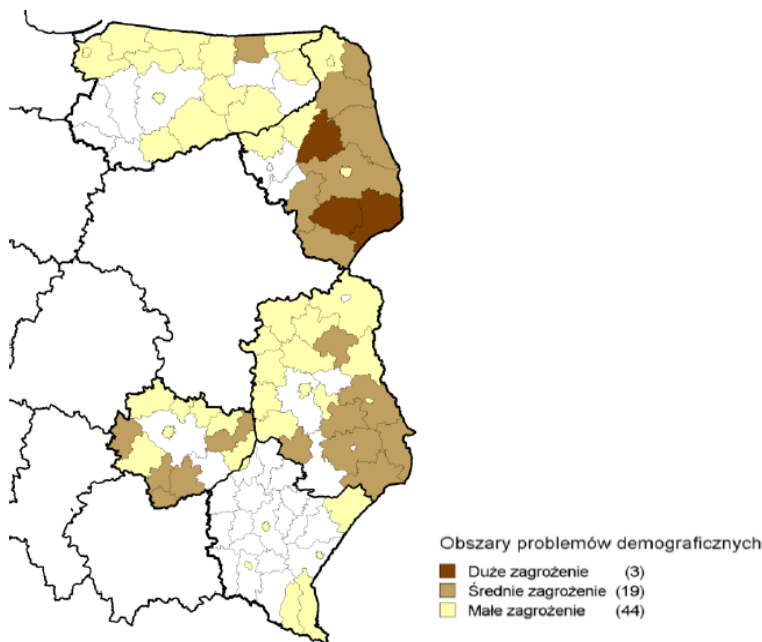 Obszary problemów demograficznych
Duże zagrożenie (3)
Średnie zagrożenie (19)
Małe zagrożenie (44)